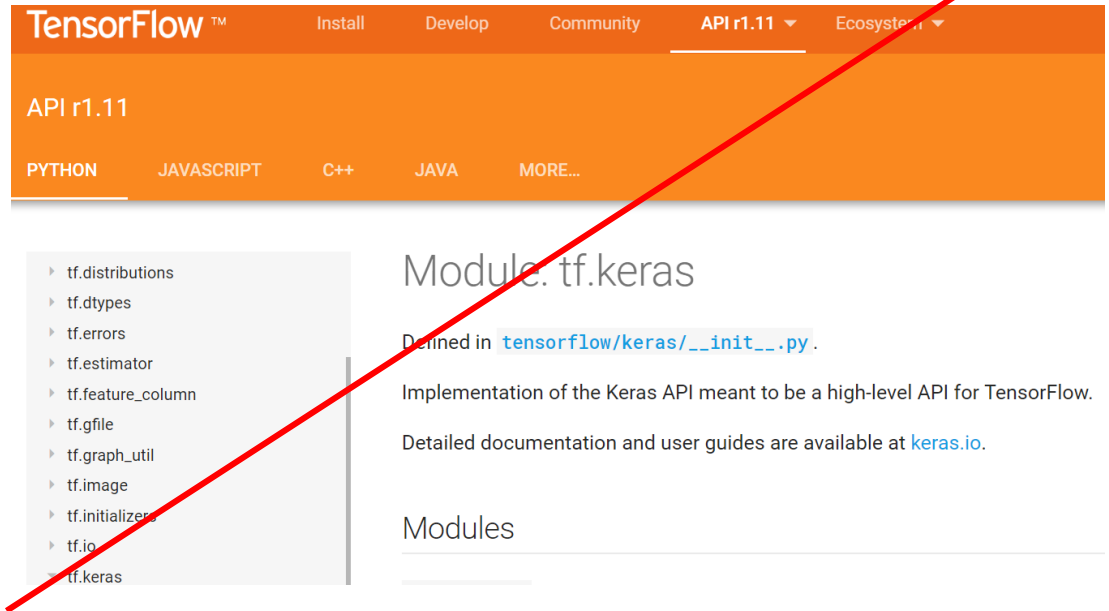 TensorFlow ™ Install Develop Community API r1.11 Ecosystem
API r1.11
PYTHON JAVASCRIPT C++ JAVA MORE...
tf.distributions
tf.dtypes
tf.errors
tf.estimator
tf.feature_column
tf.gfile
tf.graph_util
tf.image
tf.initializers
tf.io
tf.keras
Module: tf.keras
Defined in tensorflow/keras/__init__.py.
Implementation of the Keras API meant to be a high-level API for TensorFlow.
Detailed documentation and user guides are available at keras.io.
Modules